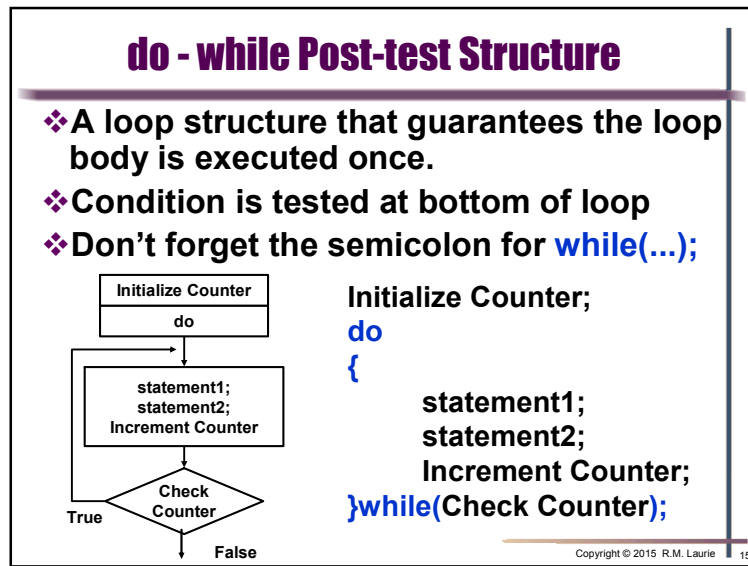 do - while Post-test Structure
❖A loop structure that guarantees the loop
body is executed once.
❖Condition is tested at bottom of loop
❖Don’t forget the semicolon for while(...);
Initialize Counter
do
statement1;
statement2;
Increment Counter
Check
Counter
True
False
Initialize Counter;
do
{
statement1;
statement2;
Increment Counter;
}while(Check Counter);
Copyright © 2015 R.M. Laurie
15